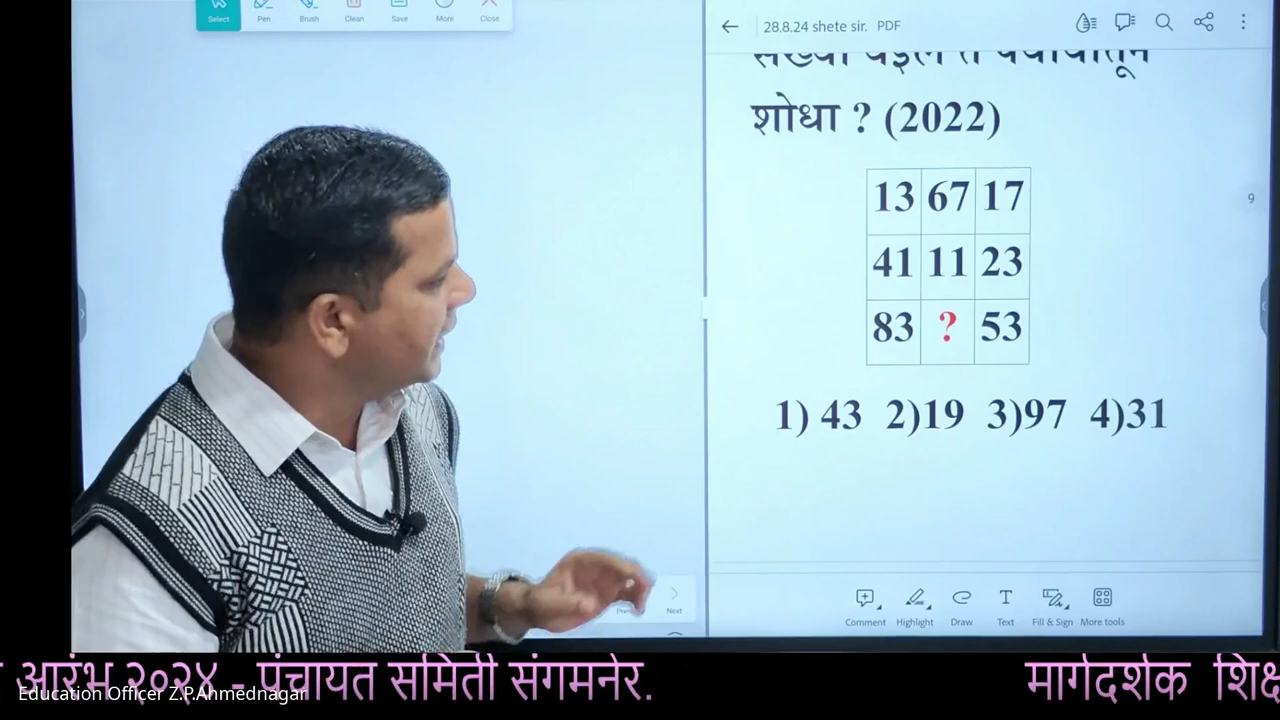 Select Pen Brush Clean Save More Close
28.8.24 shete sir. PDF
शोधा ? (2022)
13 67 17
9
41 11 23
83 ? 53
1) 43 2)19 3)97 4)31
Next
Comment Highlight Draw Text Fill & Sign More tools
आरंभ २०२४ - पंचायत समिती संगमनेर.
मार्गदर्शक
Education Officer Z.P.Ahmednagar